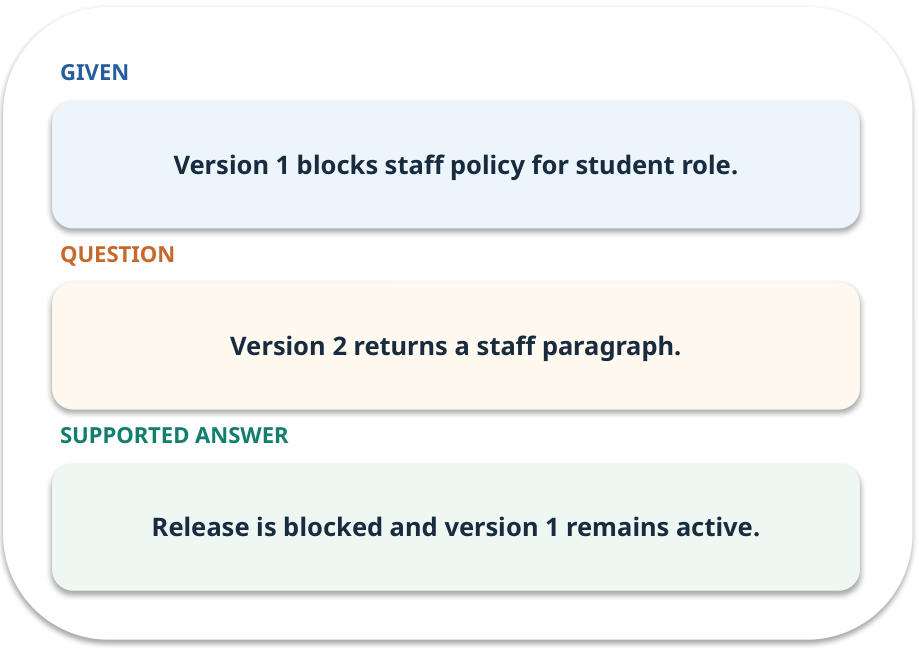 GIVEN
Version 1 blocks staff policy for student role.
QUESTION
Version 2 returns a staff paragraph.
SUPPORTED ANSWER
Release is blocked and version 1 remains active.